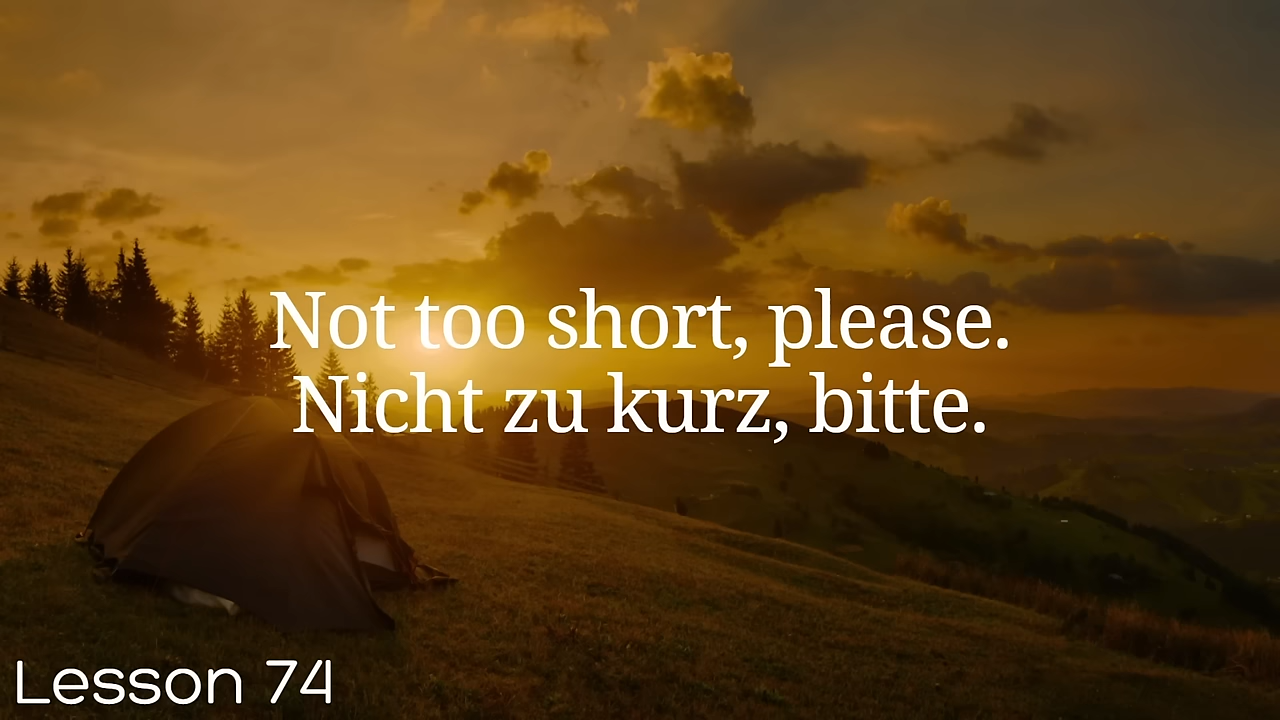 Not too short, please.
Nicht zu kurz, bitte.
Lesson 74